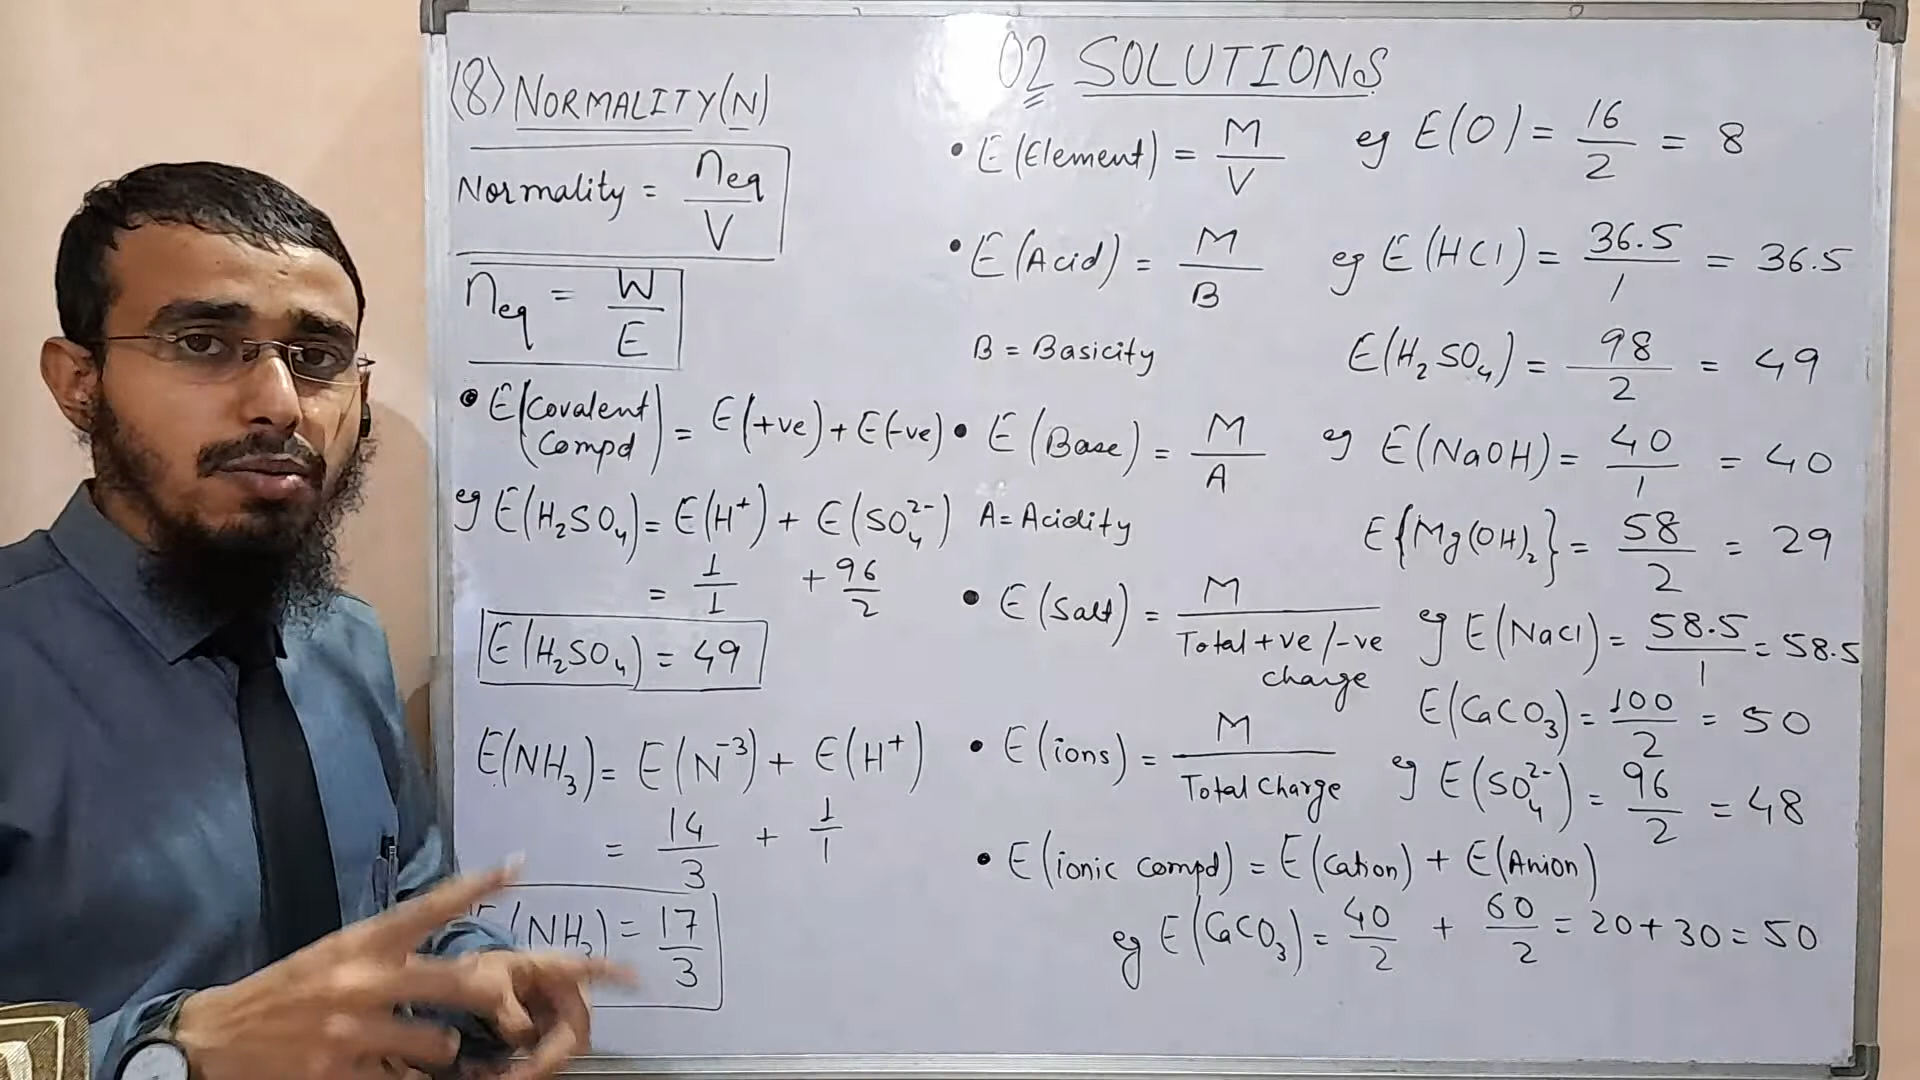 02 SOLUTIONS
(8) NORMALITY(N)
Normality = neq / V
neq = W / E
• E(Covalent Compd) = E(+ve) + E(-ve)
eg E(H₂SO₄) = E(H⁺) + E(SO₄²⁻)
= 1/1 + 96/2
E(H₂SO₄) = 49
E(NH₃) = E(N⁻³) + E(H⁺)
= 14/3 + 1/1
(NH₃) = 17/3
• E(Element) = M / V eg E(O) = 16/2 = 8
• E(Acid) = M / B eg E(HCl) = 36.5/1 = 36.5
B = Basicity E(H₂SO₄) = 98/2 = 49
• E(Base) = M / A eg E(NaOH) = 40/1 = 40
A = Acidity E{Mg(OH)₂} = 58/2 = 29
• E(Salt) = M / Total +ve/-ve charge eg E(NaCl) = 58.5/1 = 58.5
E(CaCO₃) = 100/2 = 50
• E(ions) = M / Total Charge eg E(SO₄²⁻) = 96/2 = 48
• E(ionic compd) = E(Cation) + E(Anion)
eg E(CaCO₃) = 40/2 + 60/2 = 20 + 30 = 50